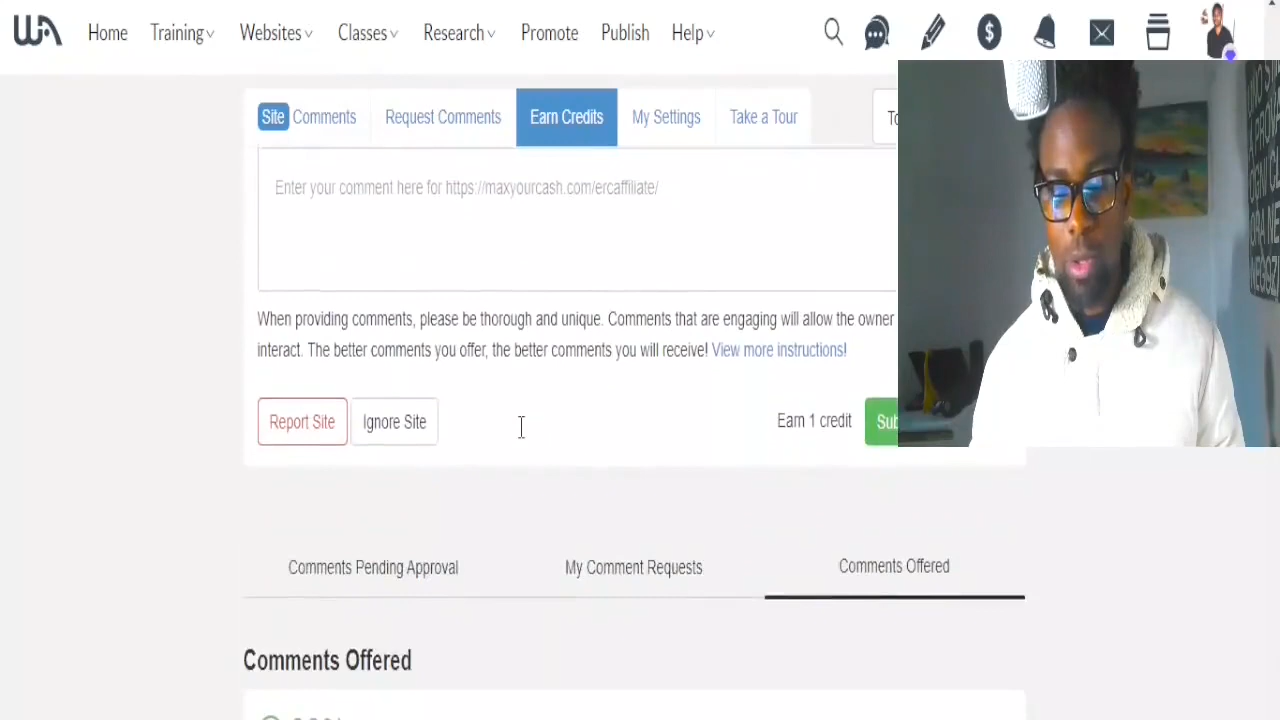 WA Home Training Websites Classes Research Promote Publish Help
Site Comments Request Comments Earn Credits My Settings Take a Tour
Enter your comment here for https://maxyourcash.com/ercaffiliate/
When providing comments, please be thorough and unique. Comments that are engaging will allow the owner
interact. The better comments you offer, the better comments you will receive! View more instructions!
Report Site Ignore Site Earn 1 credit
Comments Pending Approval My Comment Requests Comments Offered
Comments Offered